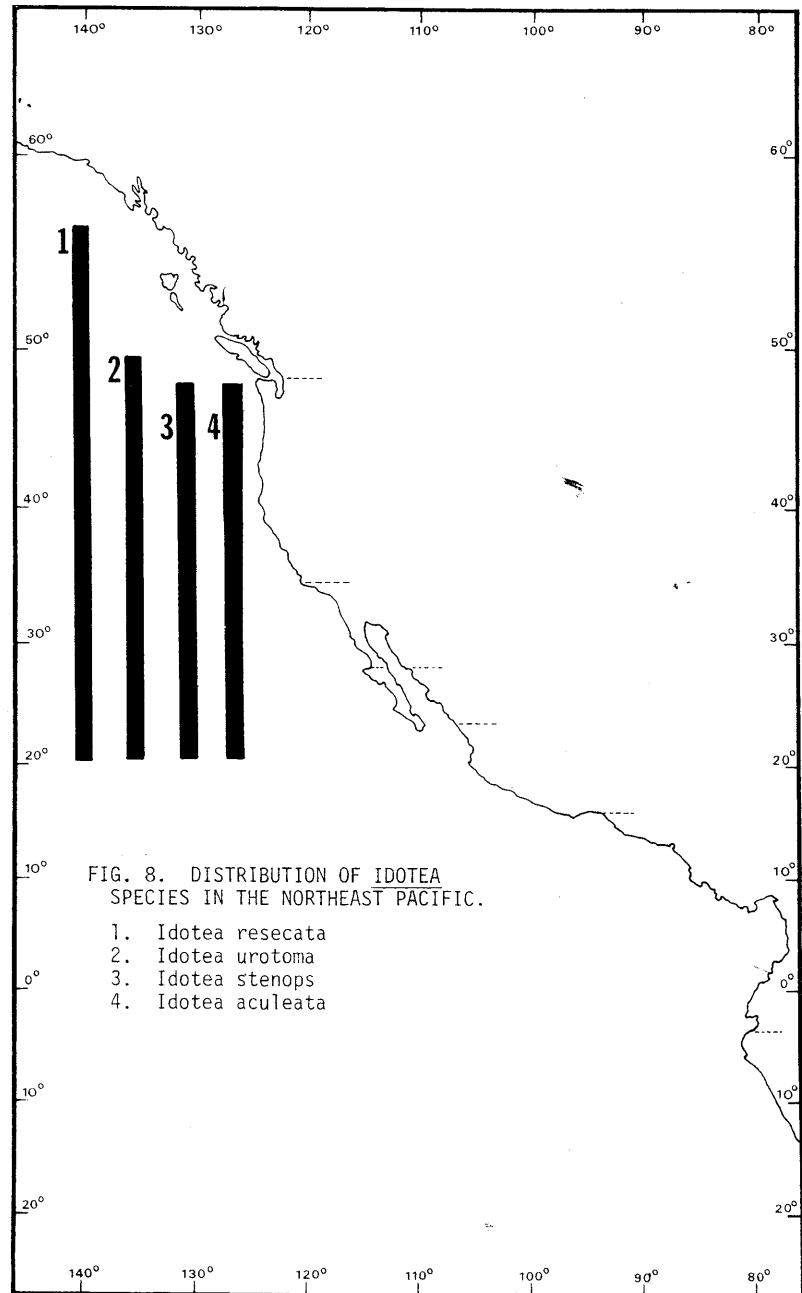 140° 130° 120° 110° 100° 90° 80°
60° 60°
1
50° 50°
2
3 4
40° 40°
30° 30°
20° 20°
10° 10°
FIG. 8. DISTRIBUTION OF IDOTEA
SPECIES IN THE NORTHEAST PACIFIC.
1. Idotea resecata
2. Idotea urotoma
3. Idotea stenops
4. Idotea aculeata
0° 0°
10° 10°
20° 20°
140° 130° 120° 110° 100° 90° 80°